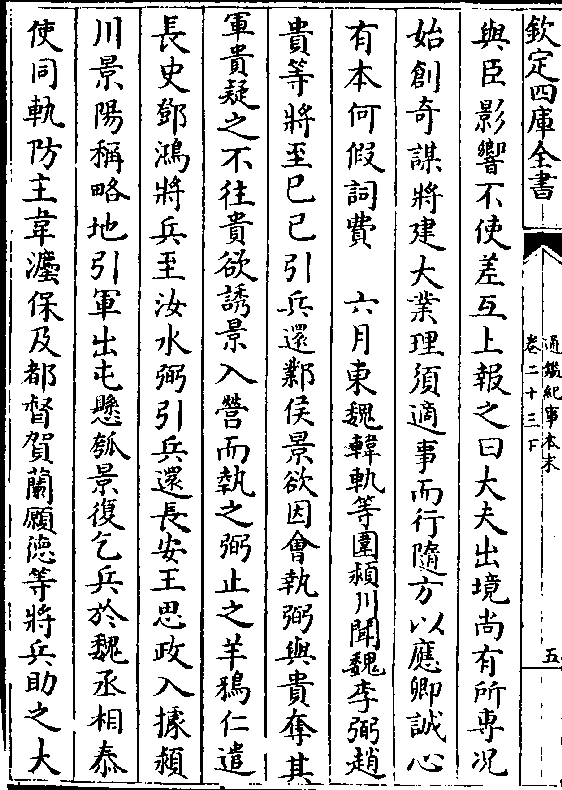 欽定四庫全書
通鑑紀事本末
卷二十三下
五
與臣影響不使差互上報之曰大夫出境尚有所專况
始創奇謀將建大業理須適事而行隨方以應卿誠心
有本何假詞費　六月東魏韓軌等圍潁川聞魏李弼趙
貴等將至己巳引兵還鄴侯景欲因會執弼與貴奪其
軍貴疑之不往貴欲誘景入營而執之弼止之羊鴉仁遣
長史鄧鴻將兵至汝水弼引兵還長安王思政入據潁
川景陽稱略地引軍出屯懸瓠景復乞兵於魏丞相泰
使同軌防主韋瀍保及都督賀蘭願德等將兵助之大